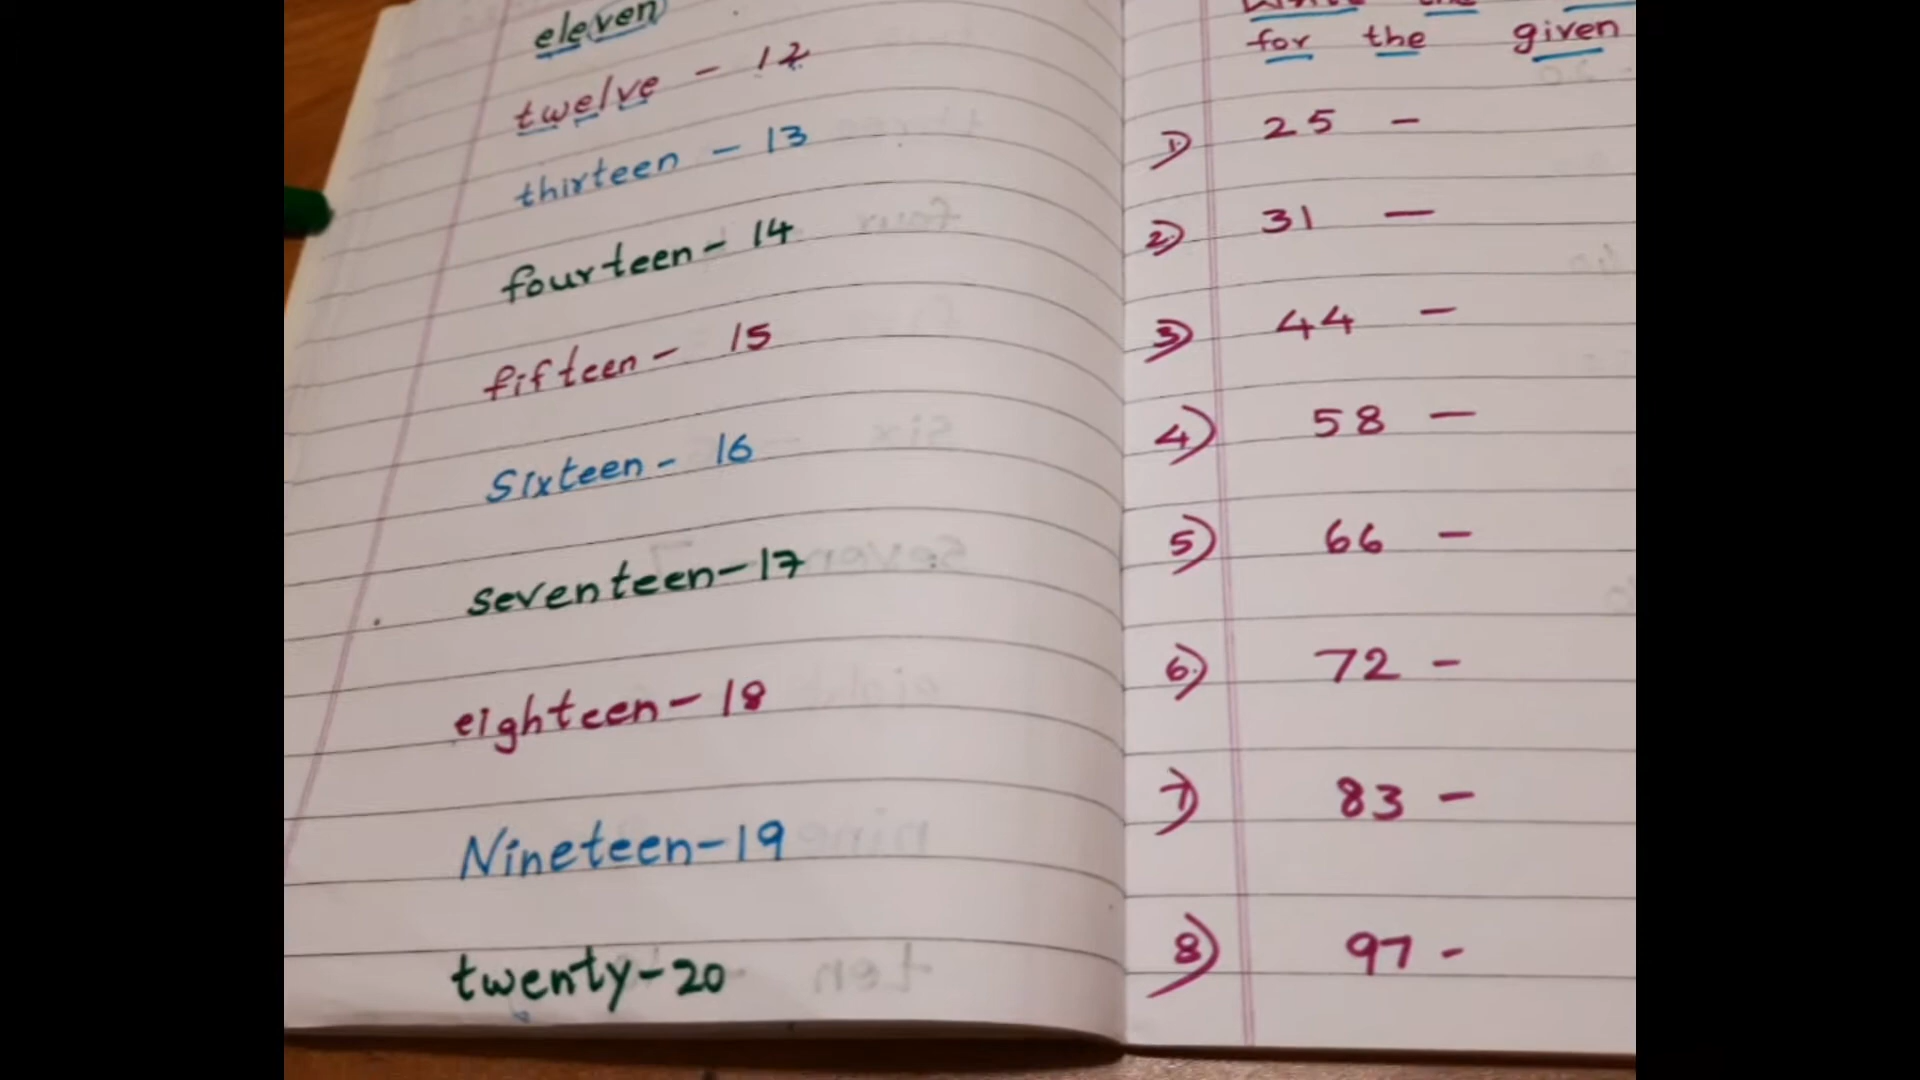 eleven
twelve - 12
thirteen - 13
fourteen - 14
fifteen - 15
Sixteen - 16
seventeen - 17
eighteen - 18
Nineteen - 19
twenty - 20
for the given
1) 25 -
2) 31 -
3) 44 -
4) 58 -
5) 66 -
6) 72 -
7) 83 -
8) 97 -